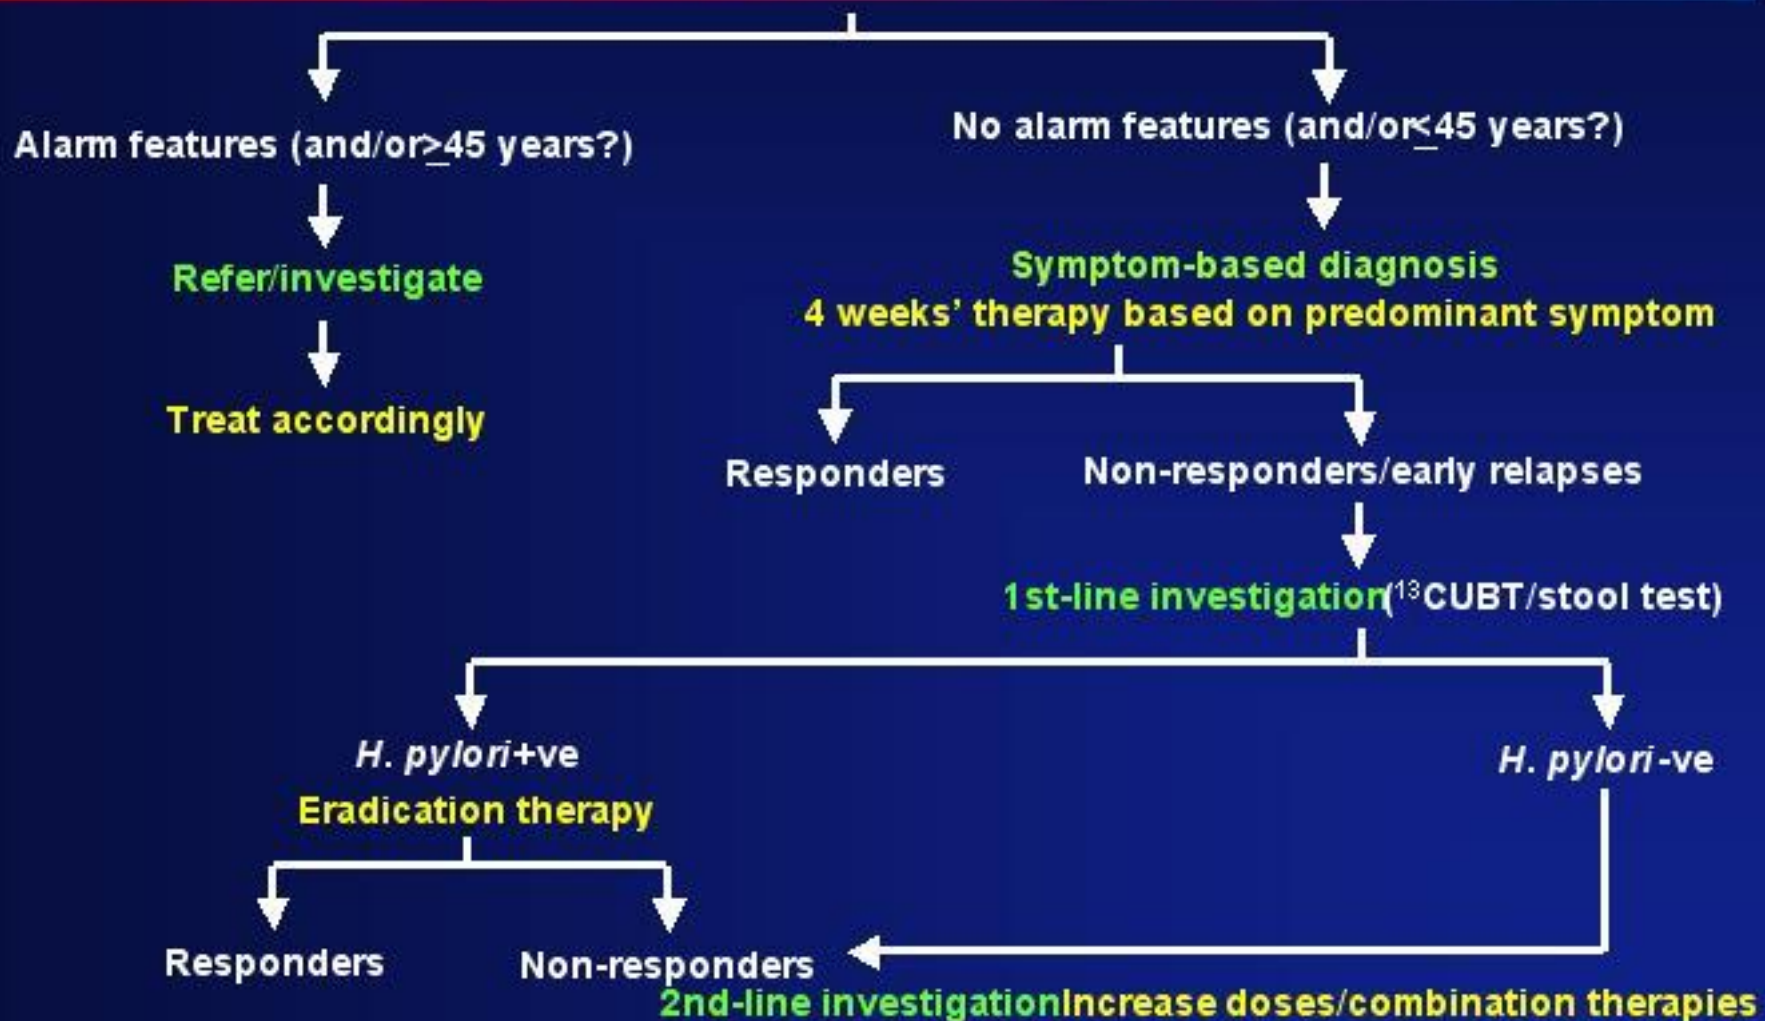 Alarm features (and/or≥45 years?)
No alarm features (and/or≤45 years?)
Refer/investigate
Symptom-based diagnosis
4 weeks' therapy based on predominant symptom
Treat accordingly
Responders
Non-responders/early relapses
1st-line investigation(¹³CUBT/stool test)
H. pylori+ve
H. pylori-ve
Eradication therapy
Responders
Non-responders
2nd-line investigationIncrease doses/combination therapies